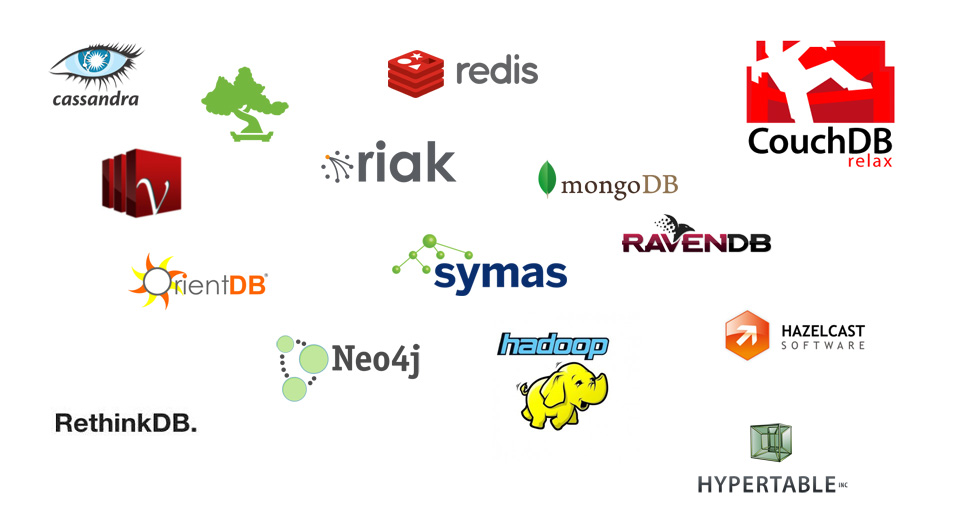 cassandra
redis
CouchDB
relax
riak
mongoDB
v
RAVENDB
OrientDB®
symas
HAZELCAST
SOFTWARE
hadoop
Neo4j
RethinkDB.
HYPERTABLE INC